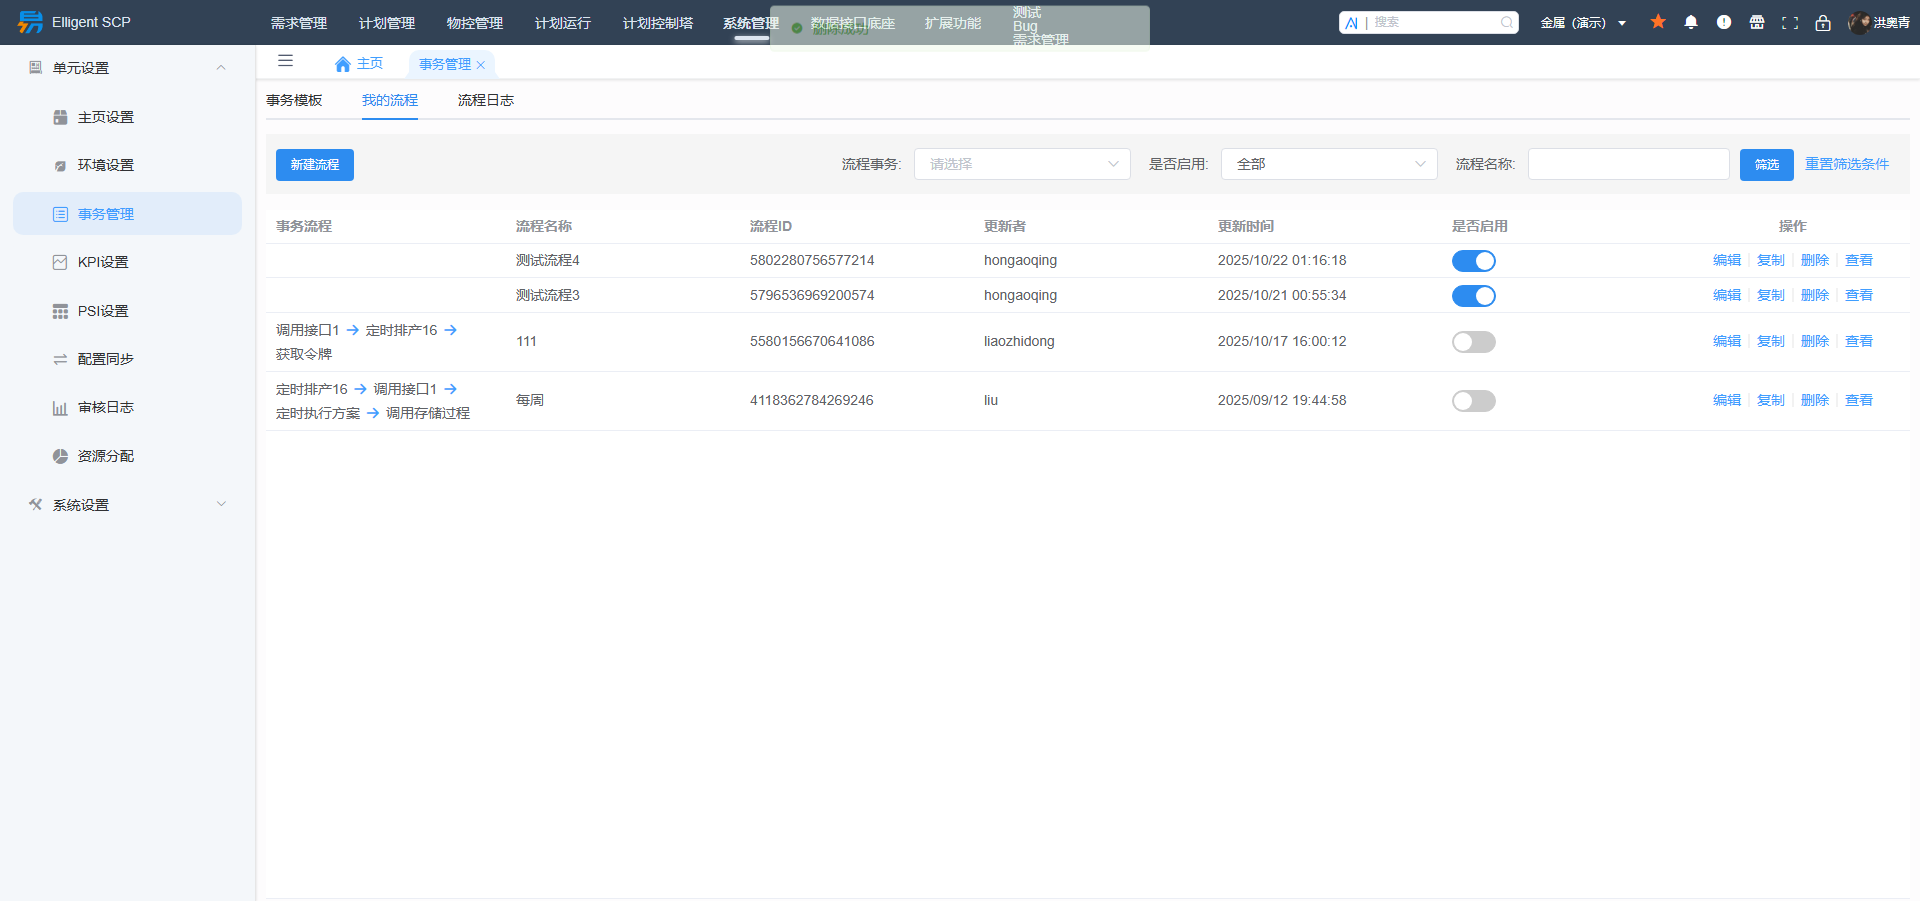 Elligent SCP
需求管理 计划管理 物控管理 计划运行 计划控制塔 系统管理 数据接口底座 扩展功能 测试 Bug 需求管理
删除成功
AI | 搜索
金属（演示）
洪奥青
单元设置
主页设置
环境设置
事务管理
KPI设置
PSI设置
配置同步
审核日志
资源分配
系统设置
主页 事务管理
事务模板 我的流程 流程日志
新建流程 流程事务: 请选择 是否启用: 全部 流程名称: 筛选 重置筛选条件
事务流程 流程名称 流程ID 更新者 更新时间 是否启用 操作
测试流程4 5802280756577214 hongaoqing 2025/10/22 01:16:18 编辑 复制 删除 查看
测试流程3 5796536969200574 hongaoqing 2025/10/21 00:55:34 编辑 复制 删除 查看
调用接口1 → 定时排产16 →
获取令牌
111 5580156670641086 liaozhidong 2025/10/17 16:00:12 编辑 复制 删除 查看
定时排产16 → 调用接口1 →
定时执行方案 → 调用存储过程
每周 4118362784269246 liu 2025/09/12 19:44:58 编辑 复制 删除 查看